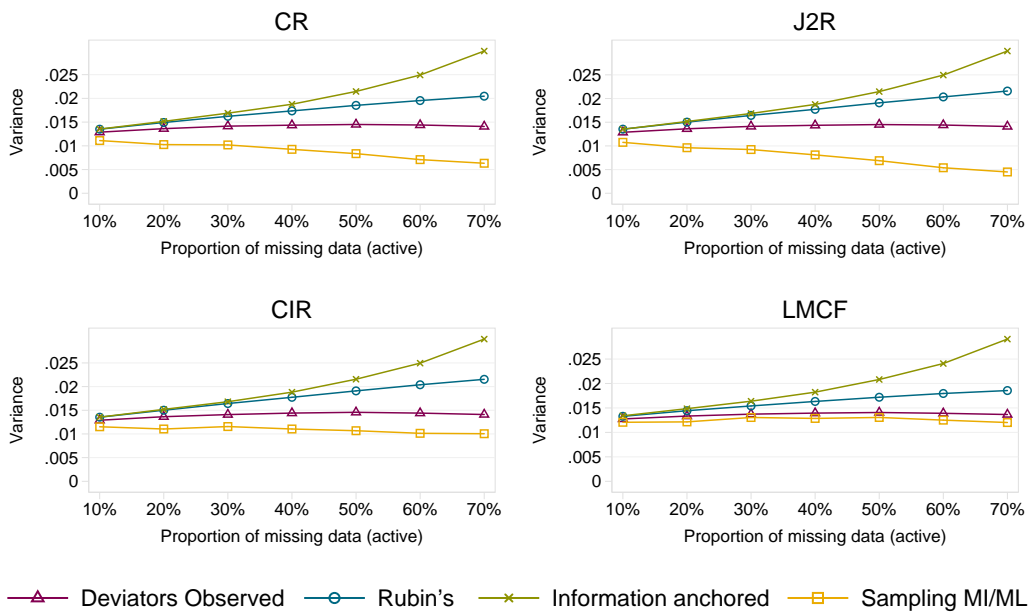 CR
J2R
.025
.02
.015
.01
.005
0
Variance
10% 20% 30% 40% 50% 60% 70%
Proportion of missing data (active)
.025
.02
.015
.01
.005
0
Variance
10% 20% 30% 40% 50% 60% 70%
Proportion of missing data (active)
CIR
LMCF
.025
.02
.015
.01
.005
0
Variance
10% 20% 30% 40% 50% 60% 70%
Proportion of missing data (active)
.025
.02
.015
.01
.005
0
Variance
10% 20% 30% 40% 50% 60% 70%
Proportion of missing data (active)
Deviators Observed Rubin's Information anchored Sampling MI/ML